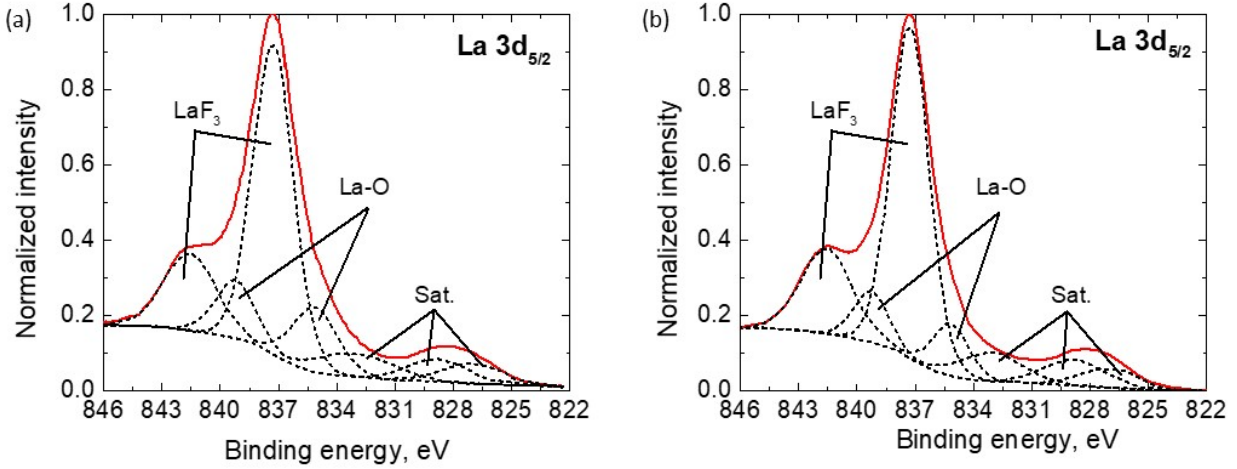 (a)
La 3d5/2
LaF3
La-O
Sat.
Normalized intensity
1.0
0.8
0.6
0.4
0.2
0.0
846 843 840 837 834 831 828 825 822
Binding energy, eV
(b)
La 3d5/2
LaF3
La-O
Sat.
Normalized intensity
1.0
0.8
0.6
0.4
0.2
0.0
846 843 840 837 834 831 828 825 822
Binding energy, eV